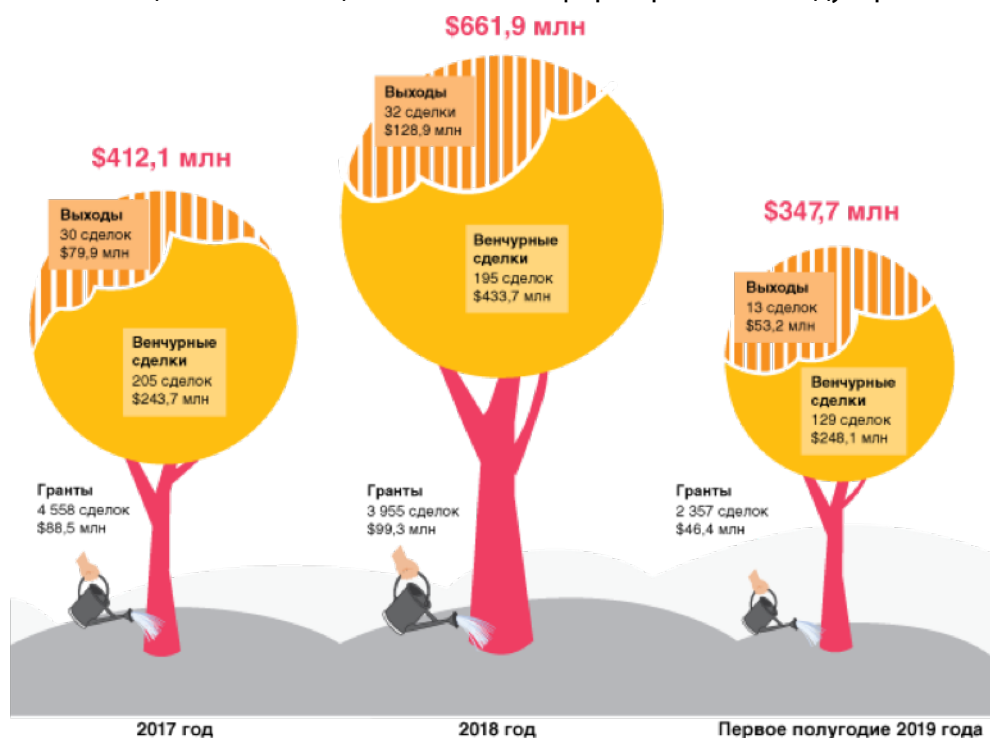 $661,9 млн
Выходы
32 сделки
$128,9 млн
Венчурные
сделки
195 сделок
$433,7 млн
Гранты
3 955 сделок
$99,3 млн
2018 год
$412,1 млн
Выходы
30 сделок
$79,9 млн
Венчурные
сделки
205 сделок
$243,7 млн
Гранты
4 558 сделок
$88,5 млн
2017 год
$347,7 млн
Выходы
13 сделок
$53,2 млн
Венчурные
сделки
129 сделок
$248,1 млн
Гранты
2 357 сделок
$46,4 млн
Первое полугодие 2019 года